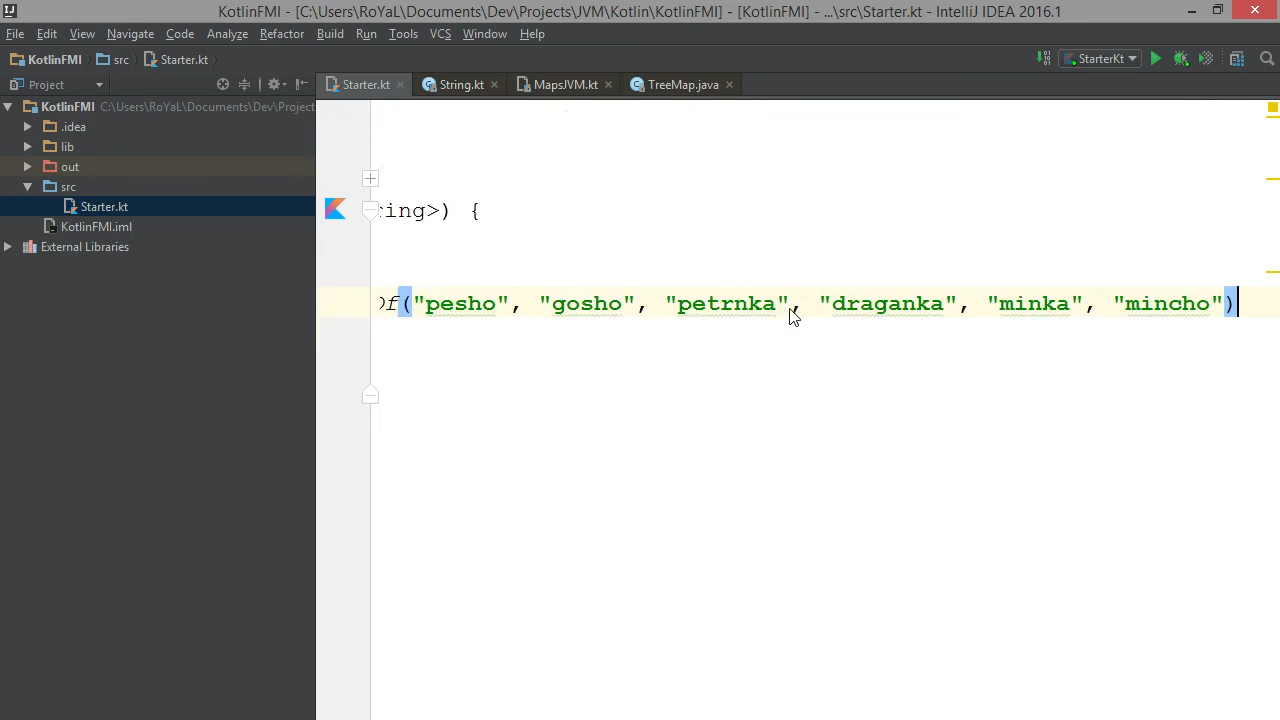 KotlinFMI - [C:\Users\RoYaL\Documents\Dev\Projects\JVM\Kotlin\KotlinFMI] - [KotlinFMI] - ...\src\Starter.kt - IntelliJ IDEA 2016.1
File Edit View Navigate Code Analyze Refactor Build Run Tools VCS Window Help
KotlinFMI src Starter.kt StarterKt
Project Starter.kt String.kt MapsJVM.kt TreeMap.java
KotlinFMI C:\Users\RoYaL\Documents\Dev\Project
.idea
lib
out
src
Starter.kt
KotlinFMI.iml
External Libraries
ring>) {
Of("pesho", "gosho", "petrnka", "draganka", "minka", "mincho")